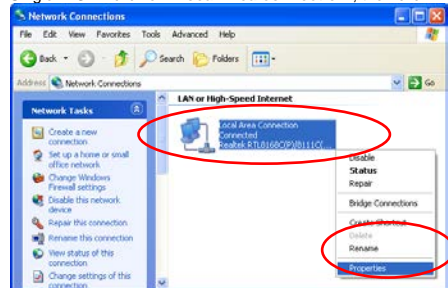 Network Connections
File Edit View Favorites Tools Advanced Help
Back Search Folders
Address Network Connections Go
Network Tasks
Create a new
connection
Set up a home or small
office network
Change Windows
Firewall settings
Disable this network
device
Repair this connection
Rename this connection
View status of this
connection
Change settings of this
connection
LAN or High-Speed Internet
Local Area Connection
Connected
Realtek RTL8168C(P)/8111C(...
Disable
Status
Repair
Bridge Connections
Create Shortcut
Delete
Rename
Properties